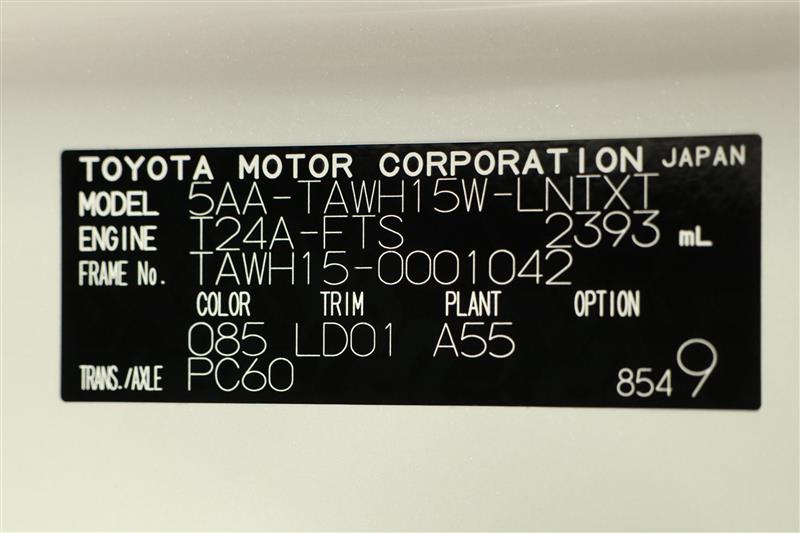 TOYOTA MOTOR CORPORATION JAPAN
MODEL 5AA-TAWH15W-LNTXT
ENGINE T24A-FTS 2393 mL
FRAME No. TAWH15-0001042
COLOR TRIM PLANT OPTION
085 LD01 A55
TRANS./AXLE PC60 8549